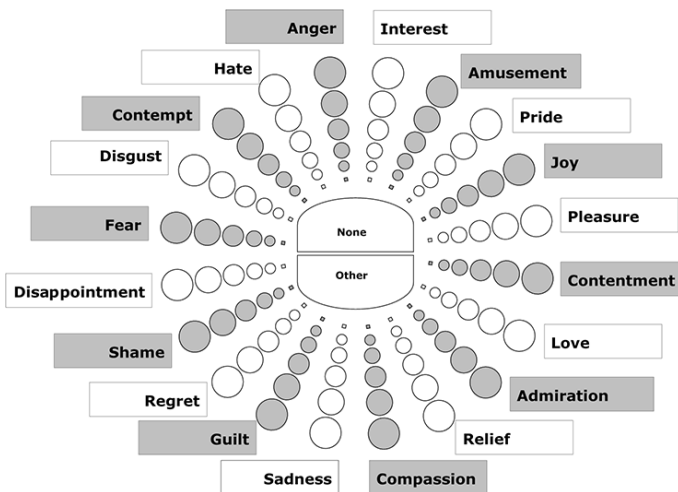 Anger
Interest
Hate
Amusement
Contempt
Pride
Disgust
Joy
Fear
Pleasure
None
Other
Disappointment
Contentment
Shame
Love
Regret
Admiration
Guilt
Relief
Sadness
Compassion